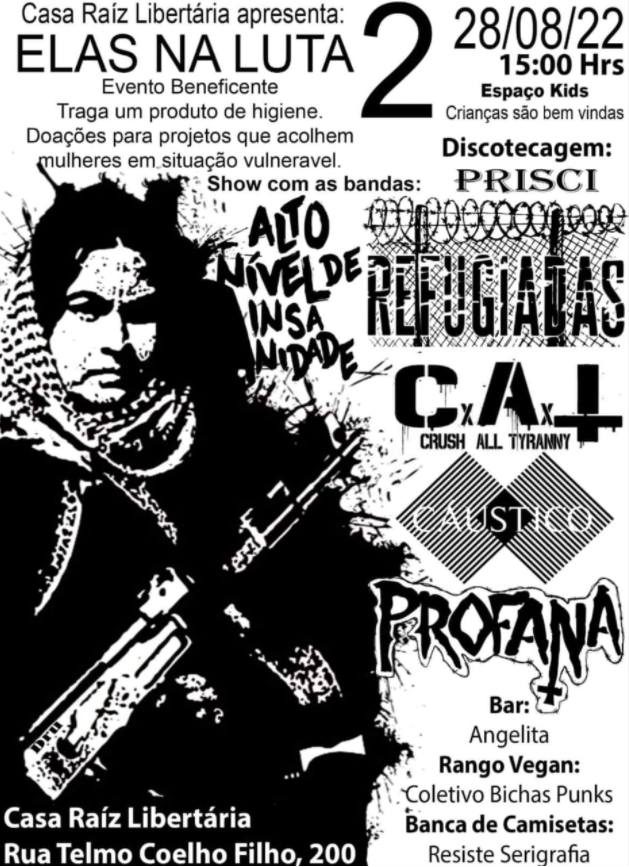 Casa Raíz Libertária apresenta:
ELAS NA LUTA 2
Evento Beneficente
Traga um produto de higiene.
Doações para projetos que acolhem
mulheres em situação vulneravel.
28/08/22
15:00 Hrs
Espaço Kids
Crianças são bem vindas
Discotecagem:
PRISCI
Show com as bandas:
ALTO
NÍVEL DE
INSA
NIDADE
REFUGIADAS
C.x.A.x.T
CRUSH ALL TYRANNY
CAUSTICO
PROFANA
Bar:
Angelita
Rango Vegan:
Coletivo Bichas Punks
Banca de Camisetas:
Resiste Serigrafia
Casa Raíz Libertária
Rua Telmo Coelho Filho, 200